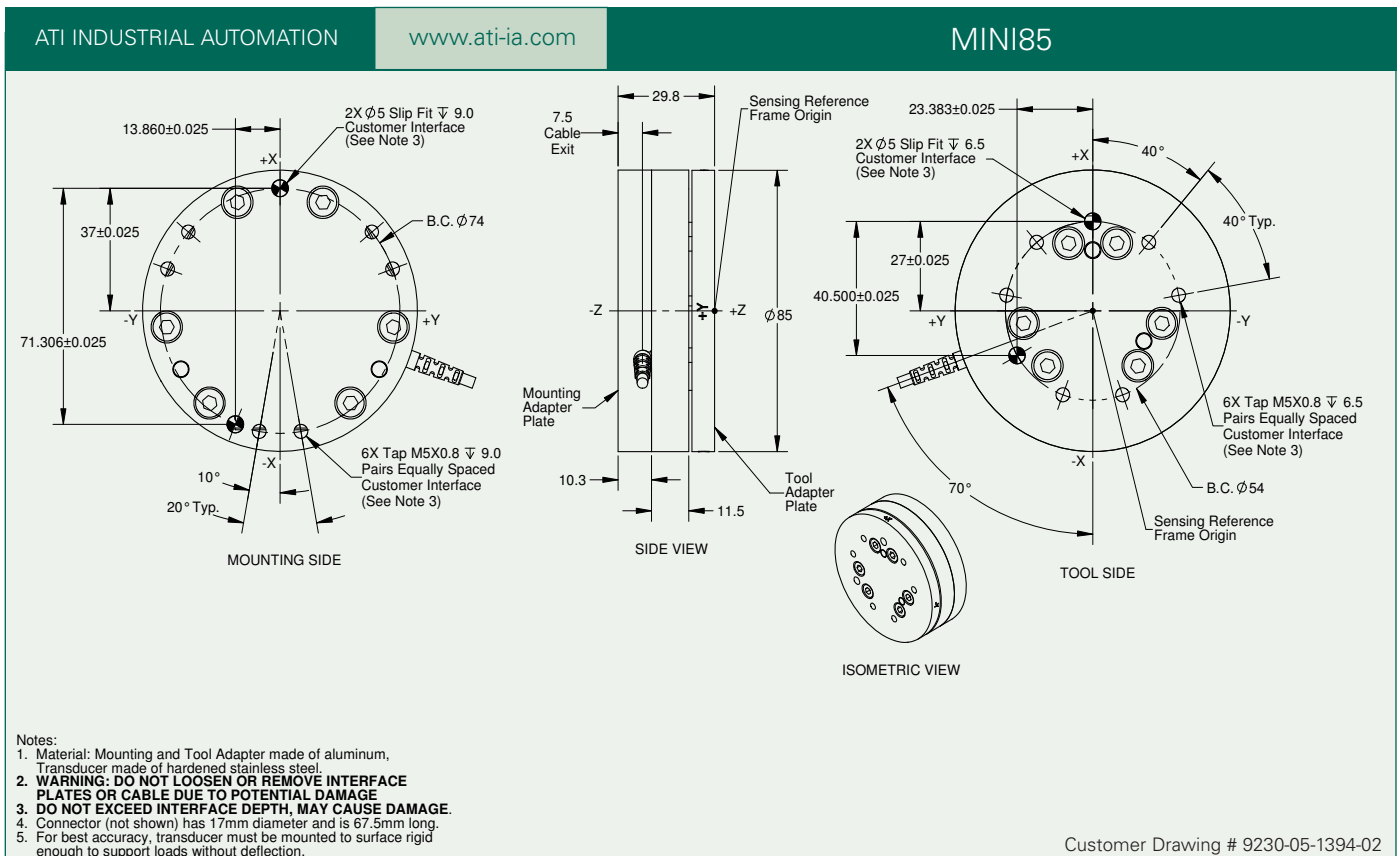 ATI INDUSTRIAL AUTOMATION
www.ati-ia.com
MINI85
13.860±0.025
2X Ø5 Slip Fit ↧ 9.0
Customer Interface
(See Note 3)
+X
B.C. Ø74
37±0.025
-Y
+Y
71.306±0.025
-X
10°
20° Typ.
6X Tap M5X0.8 ↧ 9.0
Pairs Equally Spaced
Customer Interface
(See Note 3)
MOUNTING SIDE
29.8
7.5
Cable
Exit
Sensing Reference
Frame Origin
-Z
+Y
+Z
Ø85
Mounting
Adapter
Plate
10.3
11.5
Tool
Adapter
Plate
SIDE VIEW
23.383±0.025
2X Ø5 Slip Fit ↧ 6.5
Customer Interface
(See Note 3)
+X
40°
40° Typ.
27±0.025
40.500±0.025
+Y
-Y
-X
70°
6X Tap M5X0.8 ↧ 6.5
Pairs Equally Spaced
Customer Interface
(See Note 3)
B.C. Ø54
Sensing Reference
Frame Origin
TOOL SIDE
ISOMETRIC VIEW
Notes:
1. Material: Mounting and Tool Adapter made of aluminum,
Transducer made of hardened stainless steel.
2. WARNING: DO NOT LOOSEN OR REMOVE INTERFACE
PLATES OR CABLE DUE TO POTENTIAL DAMAGE
3. DO NOT EXCEED INTERFACE DEPTH, MAY CAUSE DAMAGE.
4. Connector (not shown) has 17mm diameter and is 67.5mm long.
5. For best accuracy, transducer must be mounted to surface rigid
enough to support loads without deflection.
Customer Drawing # 9230-05-1394-02